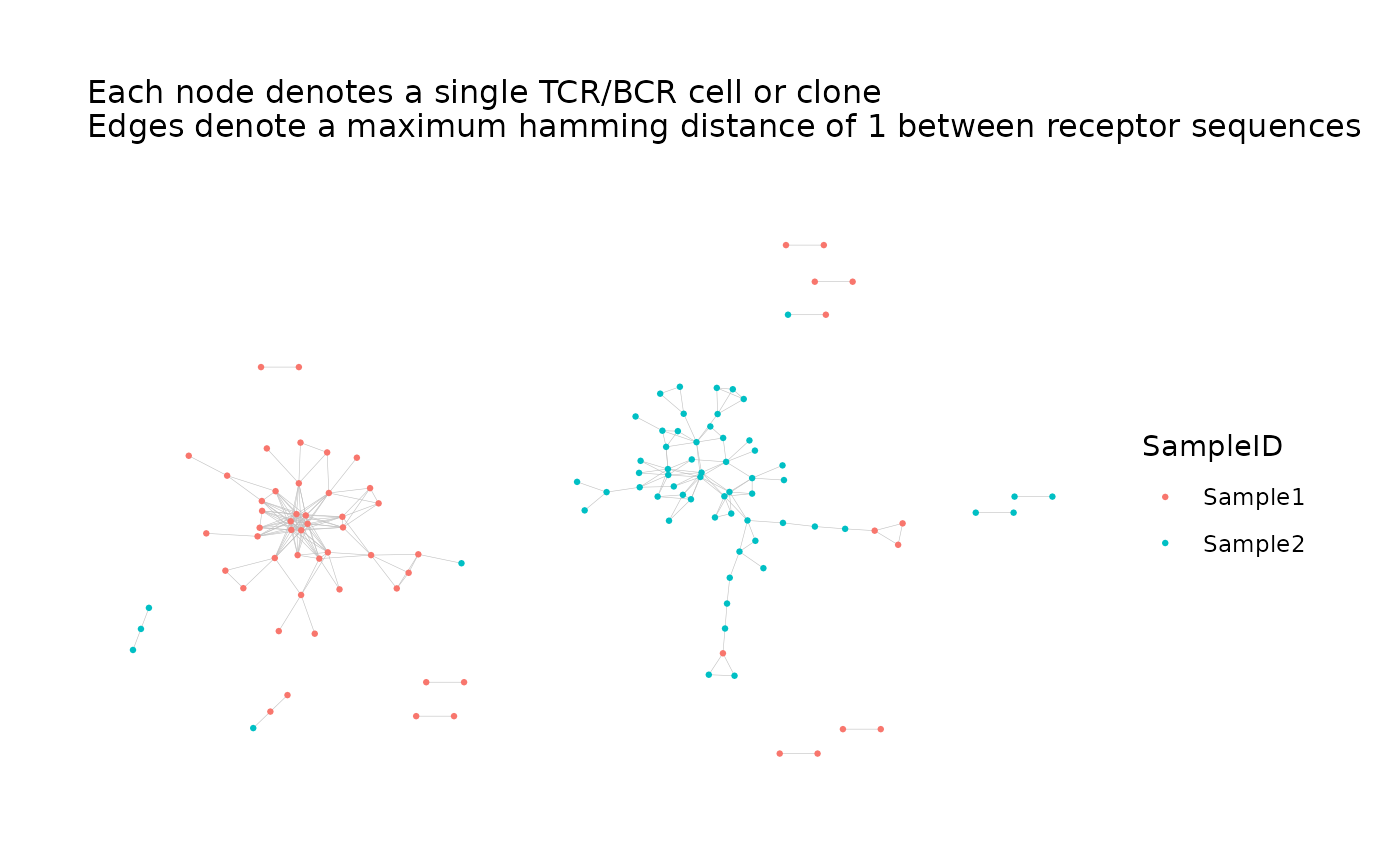 Each node denotes a single TCR/BCR cell or clone
Edges denote a maximum hamming distance of 1 between receptor sequences
SampleID
Sample1
Sample2